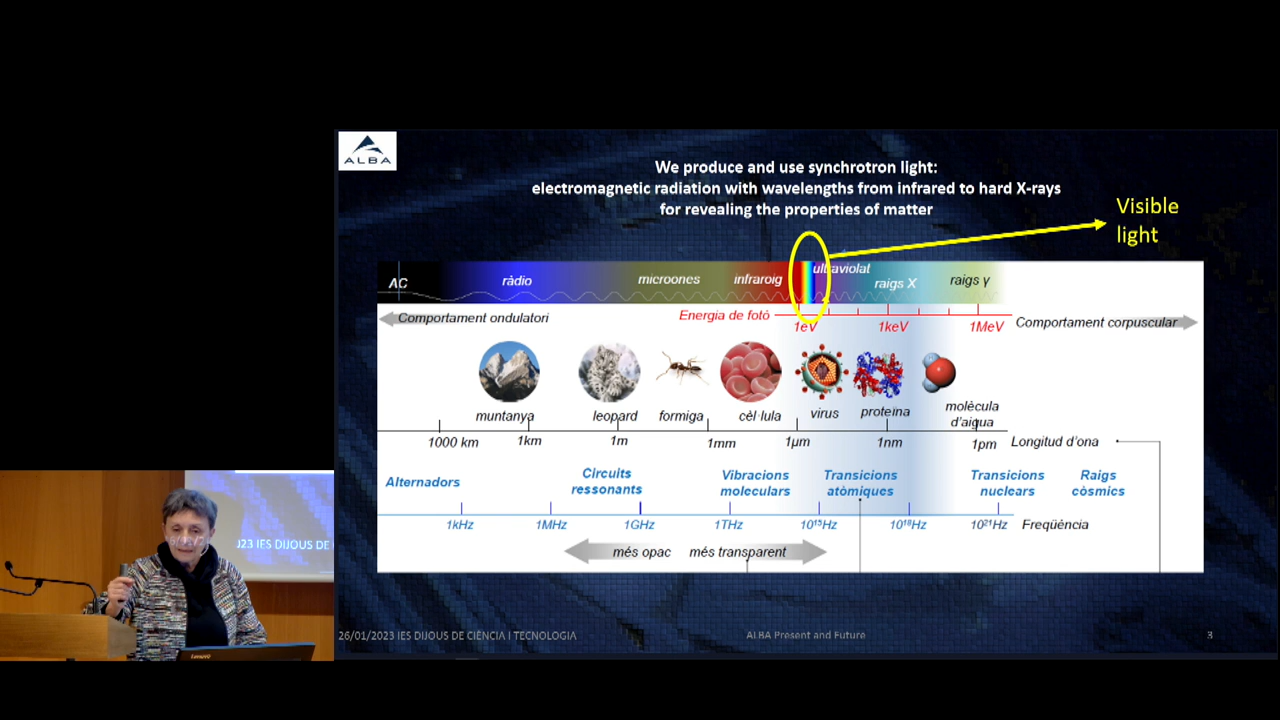 ALBA
We produce and use synchrotron light:
electromagnetic radiation with wavelengths from infrared to hard X-rays
for revealing the properties of matter
Visible
light
AC
ràdio
microones
infraroig
ultraviolat
raigs X
raigs γ
Comportament ondulatori
Energia de fotó
1eV
1keV
1MeV
Comportament corpuscular
muntanya
leopard
formiga
cèl·lula
virus
proteïna
molècula
d'aigua
1000 km
1km
1m
1mm
1µm
1nm
1pm
Longitud d'ona
Alternadors
Circuits
ressonants
Vibracions
moleculars
Transicions
atòmiques
Transicions
nuclears
Raigs
còsmics
1kHz
1MHz
1GHz
1THz
10¹⁵Hz
10¹⁸Hz
10²¹Hz
Freqüència
més opac
més transparent
J23 IES DIJOUS DE
Lenovo
26/01/2023 IES DIJOUS DE CIÈNCIA I TECNOLOGIA
ALBA Present and Future
3